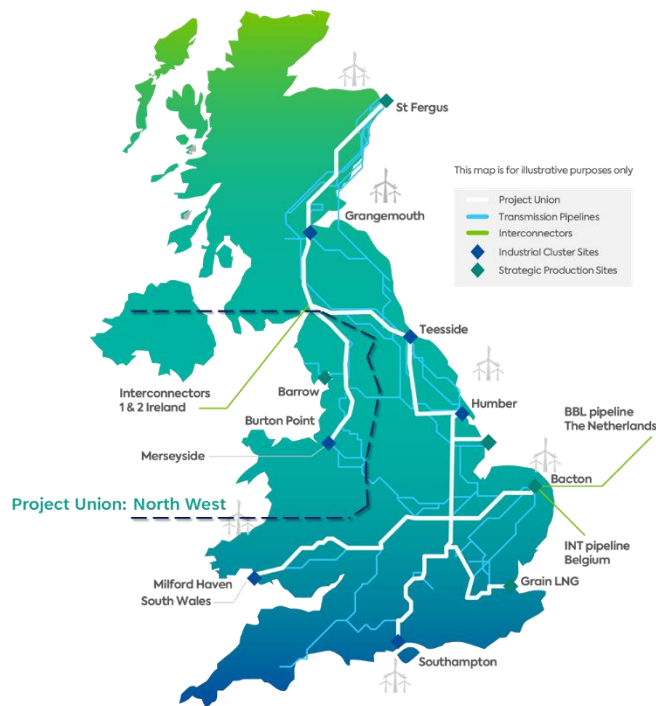 St Fergus
This map is for illustrative purposes only
Project Union
Transmission Pipelines
Interconnectors
Industrial Cluster Sites
Strategic Production Sites
Grangemouth
Teesside
Interconnectors
1 & 2 Ireland
Barrow
Humber
Burton Point
Merseyside
BBL pipeline
The Netherlands
Bacton
Project Union: North West
INT pipeline
Belgium
Milford Haven
South Wales
Grain LNG
Southampton